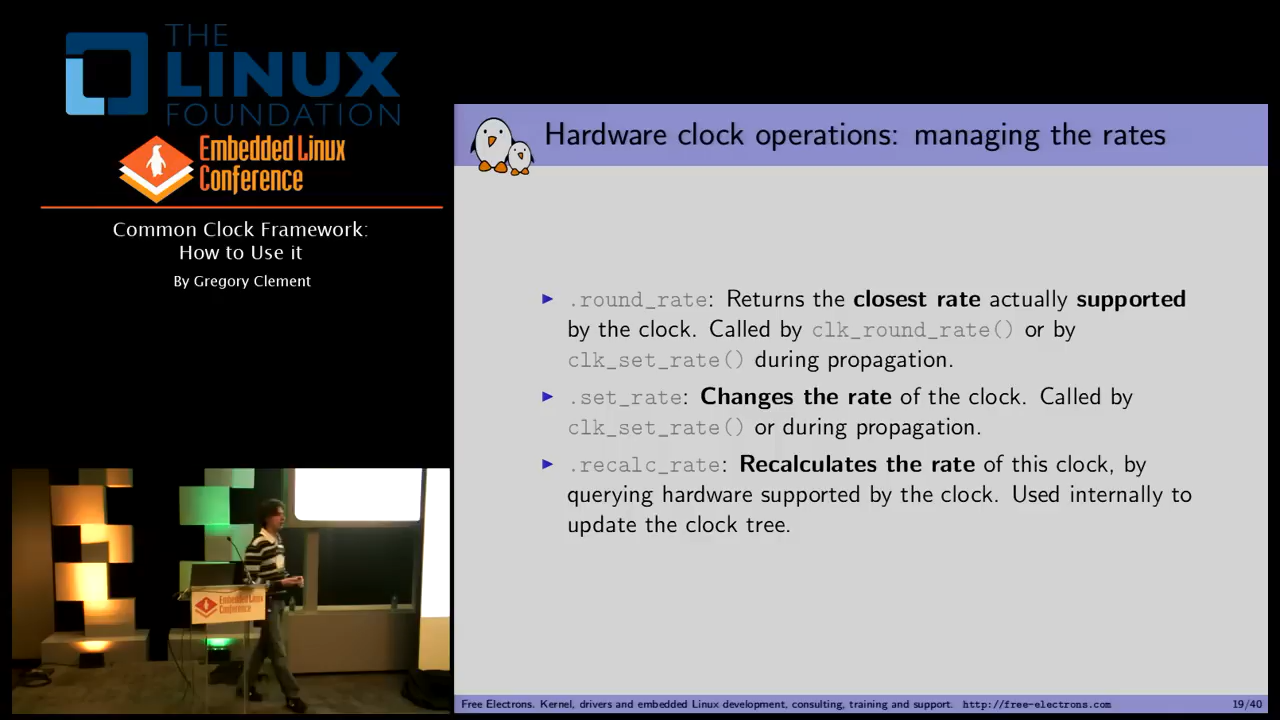 THE
LINUX
FOUNDATION
Embedded Linux
Conference
Common Clock Framework:
How to Use it
By Gregory Clement
Hardware clock operations: managing the rates
.round_rate: Returns the closest rate actually supported
by the clock. Called by clk_round_rate() or by
clk_set_rate() during propagation.
.set_rate: Changes the rate of the clock. Called by
clk_set_rate() or during propagation.
.recalc_rate: Recalculates the rate of this clock, by
querying hardware supported by the clock. Used internally to
update the clock tree.
Embedded Linux
Conference
Free Electrons. Kernel, drivers and embedded Linux development, consulting, training and support. http://free-electrons.com
19/40